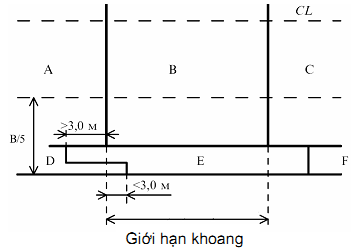 CL
A B C
>3,0 м
B/5
D E F
<3,0 м
Giới hạn khoang